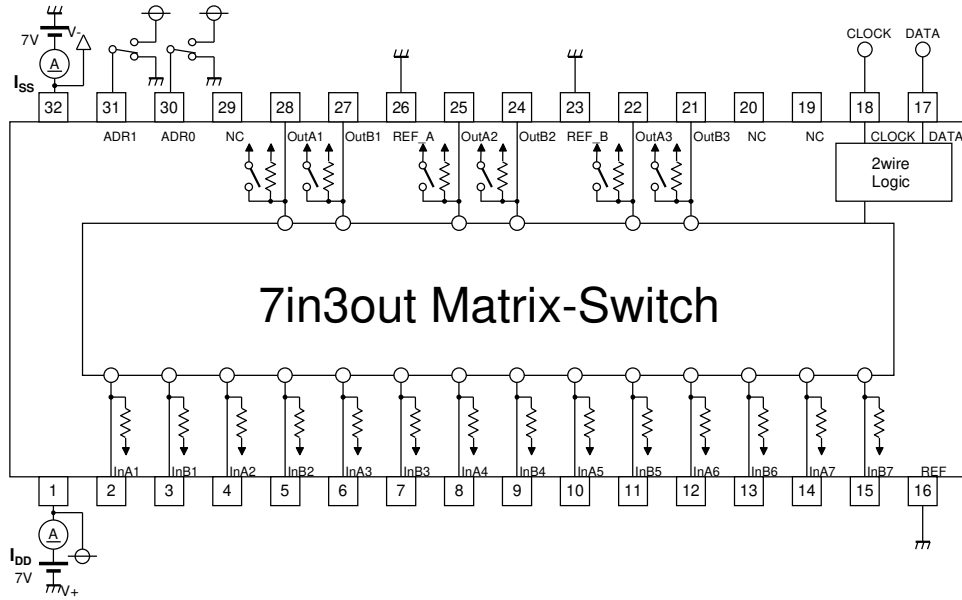 V-
7V
A
I_SS
CLOCK DATA
32 31 30 29 28 27 26 25 24 23 22 21 20 19 18 17
ADR1 ADR0 NC OutA1 OutB1 REF_A OutA2 OutB2 REF_B OutA3 OutB3 NC NC CLOCK DATA
2wire
Logic
7in3out Matrix-Switch
InA1 InB1 InA2 InB2 InA3 InB3 InA4 InB4 InA5 InB5 InA6 InB6 InA7 InB7 REF
1 2 3 4 5 6 7 8 9 10 11 12 13 14 15 16
A
I_DD
7V
V+